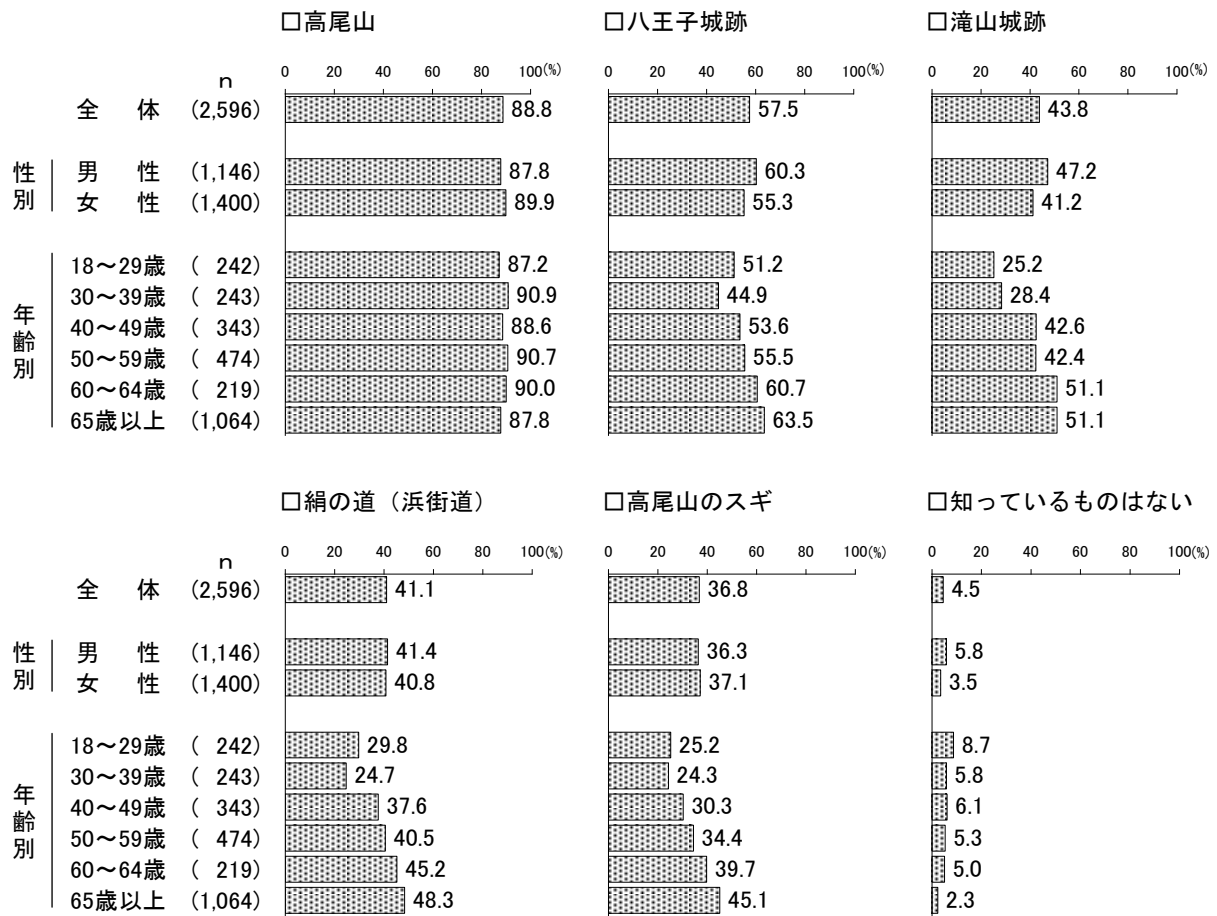 □高尾山 □八王子城跡 □滝山城跡
0 20 40 60 80 100(%) 0 20 40 60 80 100(%) 0 20 40 60 80 100(%)
n
全 体 (2,596) 88.8 57.5 43.8
性別
男 性 (1,146) 87.8 60.3 47.2
女 性 (1,400) 89.9 55.3 41.2
年齢別
18～29歳 ( 242) 87.2 51.2 25.2
30～39歳 ( 243) 90.9 44.9 28.4
40～49歳 ( 343) 88.6 53.6 42.6
50～59歳 ( 474) 90.7 55.5 42.4
60～64歳 ( 219) 90.0 60.7 51.1
65歳以上 (1,064) 87.8 63.5 51.1
□絹の道（浜街道） □高尾山のスギ □知っているものはない
0 20 40 60 80 100(%) 0 20 40 60 80 100(%) 0 20 40 60 80 100(%)
n
全 体 (2,596) 41.1 36.8 4.5
性別
男 性 (1,146) 41.4 36.3 5.8
女 性 (1,400) 40.8 37.1 3.5
年齢別
18～29歳 ( 242) 29.8 25.2 8.7
30～39歳 ( 243) 24.7 24.3 5.8
40～49歳 ( 343) 37.6 30.3 6.1
50～59歳 ( 474) 40.5 34.4 5.3
60～64歳 ( 219) 45.2 39.7 5.0
65歳以上 (1,064) 48.3 45.1 2.3